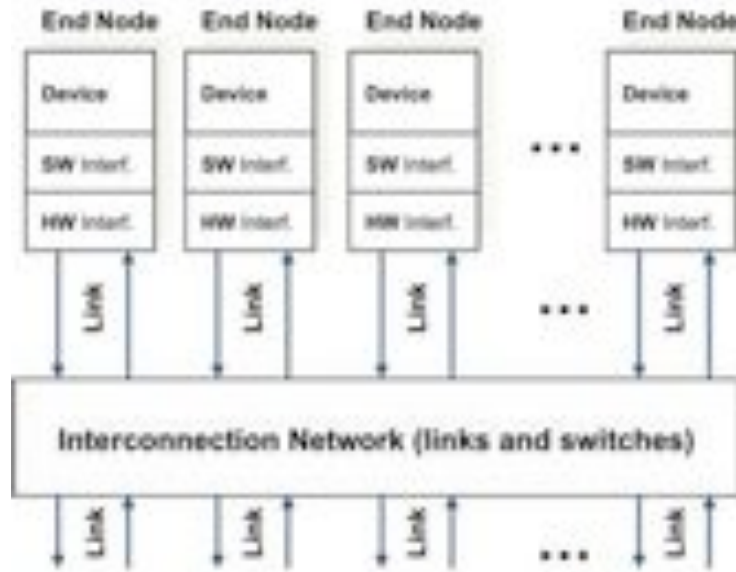 End Node End Node End Node End Node
Device Device Device Device
SW Interf. SW Interf. SW Interf. SW Interf.
HW Interf. HW Interf. HW Interf. HW Interf.
Link Link Link Link
Interconnection Network (links and switches)
Link Link Link Link